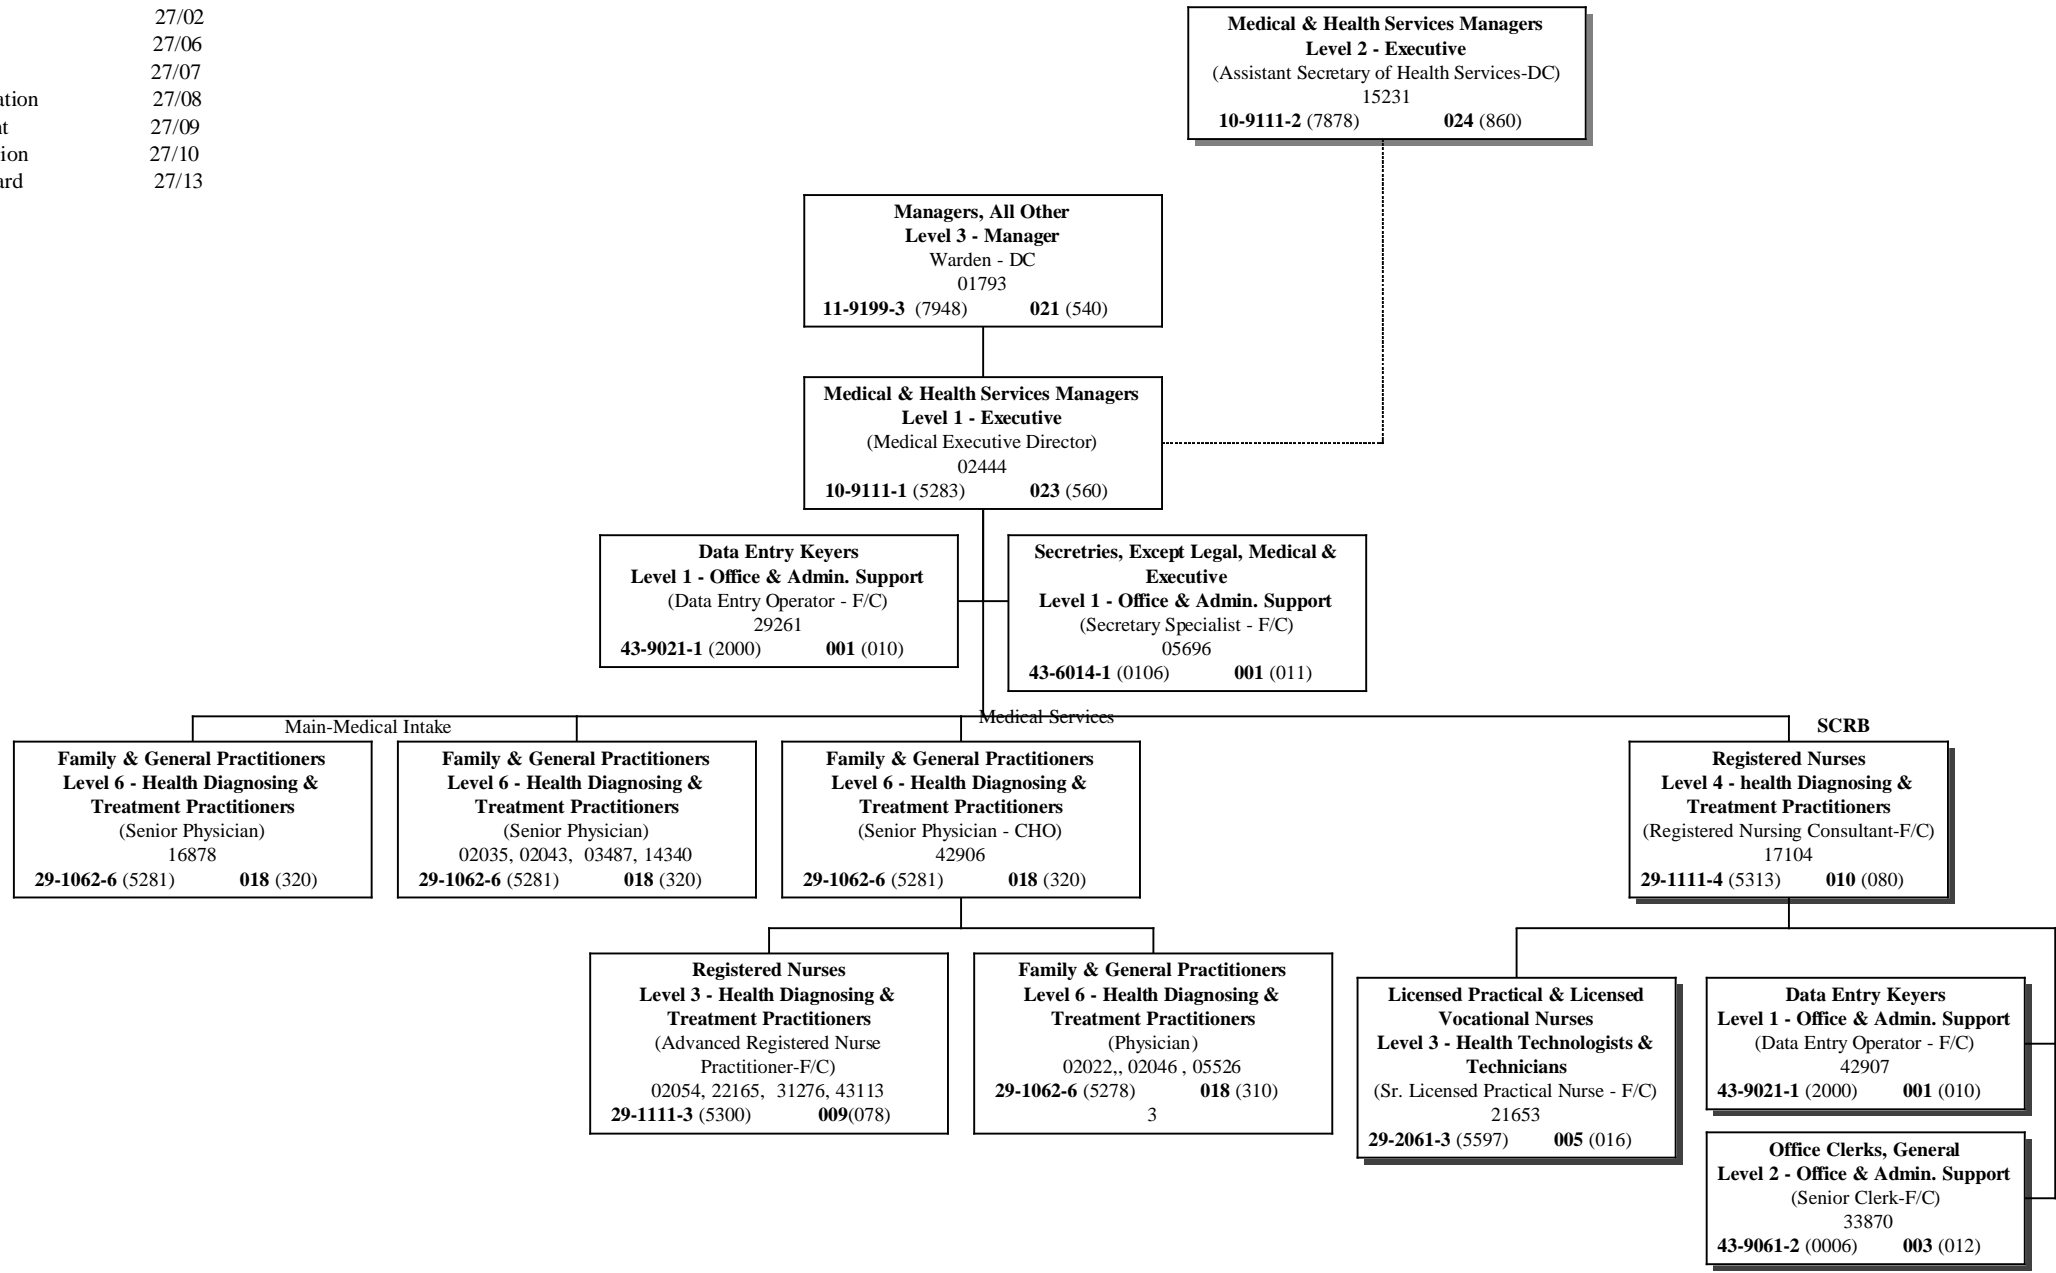 27/02
27/06
27/07
ation 27/08
nt 27/09
ion 27/10
ard 27/13
Medical & Health Services Managers
Level 2 - Executive
(Assistant Secretary of Health Services-DC)
15231
10-9111-2 (7878) 024 (860)
Managers, All Other
Level 3 - Manager
Warden - DC
01793
11-9199-3 (7948) 021 (540)
Medical & Health Services Managers
Level 1 - Executive
(Medical Executive Director)
02444
10-9111-1 (5283) 023 (560)
Data Entry Keyers
Level 1 - Office & Admin. Support
(Data Entry Operator - F/C)
29261
43-9021-1 (2000) 001 (010)
Secretries, Except Legal, Medical &
Executive
Level 1 - Office & Admin. Support
(Secretary Specialist - F/C)
05696
43-6014-1 (0106) 001 (011)
Main-Medical Intake
Medical Services
SCRB
Family & General Practitioners
Level 6 - Health Diagnosing &
Treatment Practitioners
(Senior Physician)
16878
29-1062-6 (5281) 018 (320)
Family & General Practitioners
Level 6 - Health Diagnosing &
Treatment Practitioners
(Senior Physician)
02035, 02043, 03487, 14340
29-1062-6 (5281) 018 (320)
Family & General Practitioners
Level 6 - Health Diagnosing &
Treatment Practitioners
(Senior Physician - CHO)
42906
29-1062-6 (5281) 018 (320)
Registered Nurses
Level 4 - health Diagnosing &
Treatment Practitioners
(Registered Nursing Consultant-F/C)
17104
29-1111-4 (5313) 010 (080)
Registered Nurses
Level 3 - Health Diagnosing &
Treatment Practitioners
(Advanced Registered Nurse
Practitioner-F/C)
02054, 22165, 31276, 43113
29-1111-3 (5300) 009(078)
Family & General Practitioners
Level 6 - Health Diagnosing &
Treatment Practitioners
(Physician)
02022,, 02046 , 05526
29-1062-6 (5278) 018 (310)
3
Licensed Practical & Licensed
Vocational Nurses
Level 3 - Health Technologists &
Technicians
(Sr. Licensed Practical Nurse - F/C)
21653
29-2061-3 (5597) 005 (016)
Data Entry Keyers
Level 1 - Office & Admin. Support
(Data Entry Operator - F/C)
42907
43-9021-1 (2000) 001 (010)
Office Clerks, General
Level 2 - Office & Admin. Support
(Senior Clerk-F/C)
33870
43-9061-2 (0006) 003 (012)